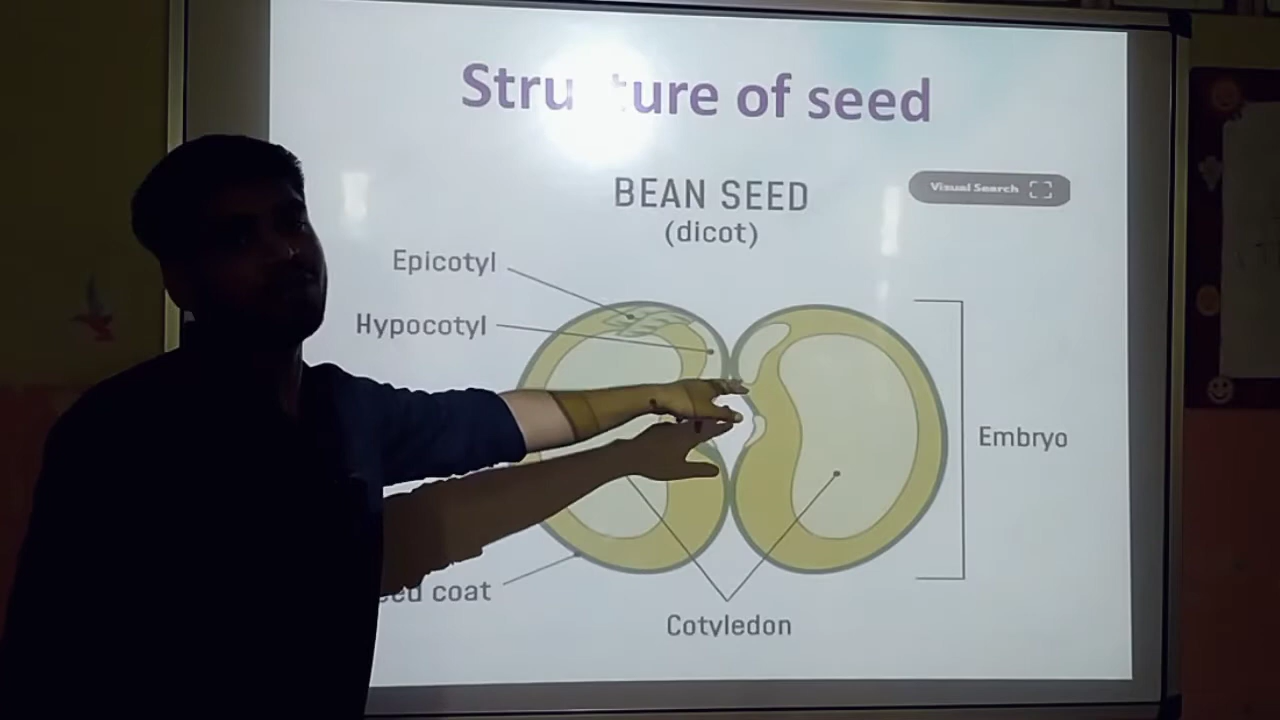 of seed
BEAN SEED
(dicot)
Visual Search
Epicotyl
Hypocotyl
Embryo
coat
Cotyledon